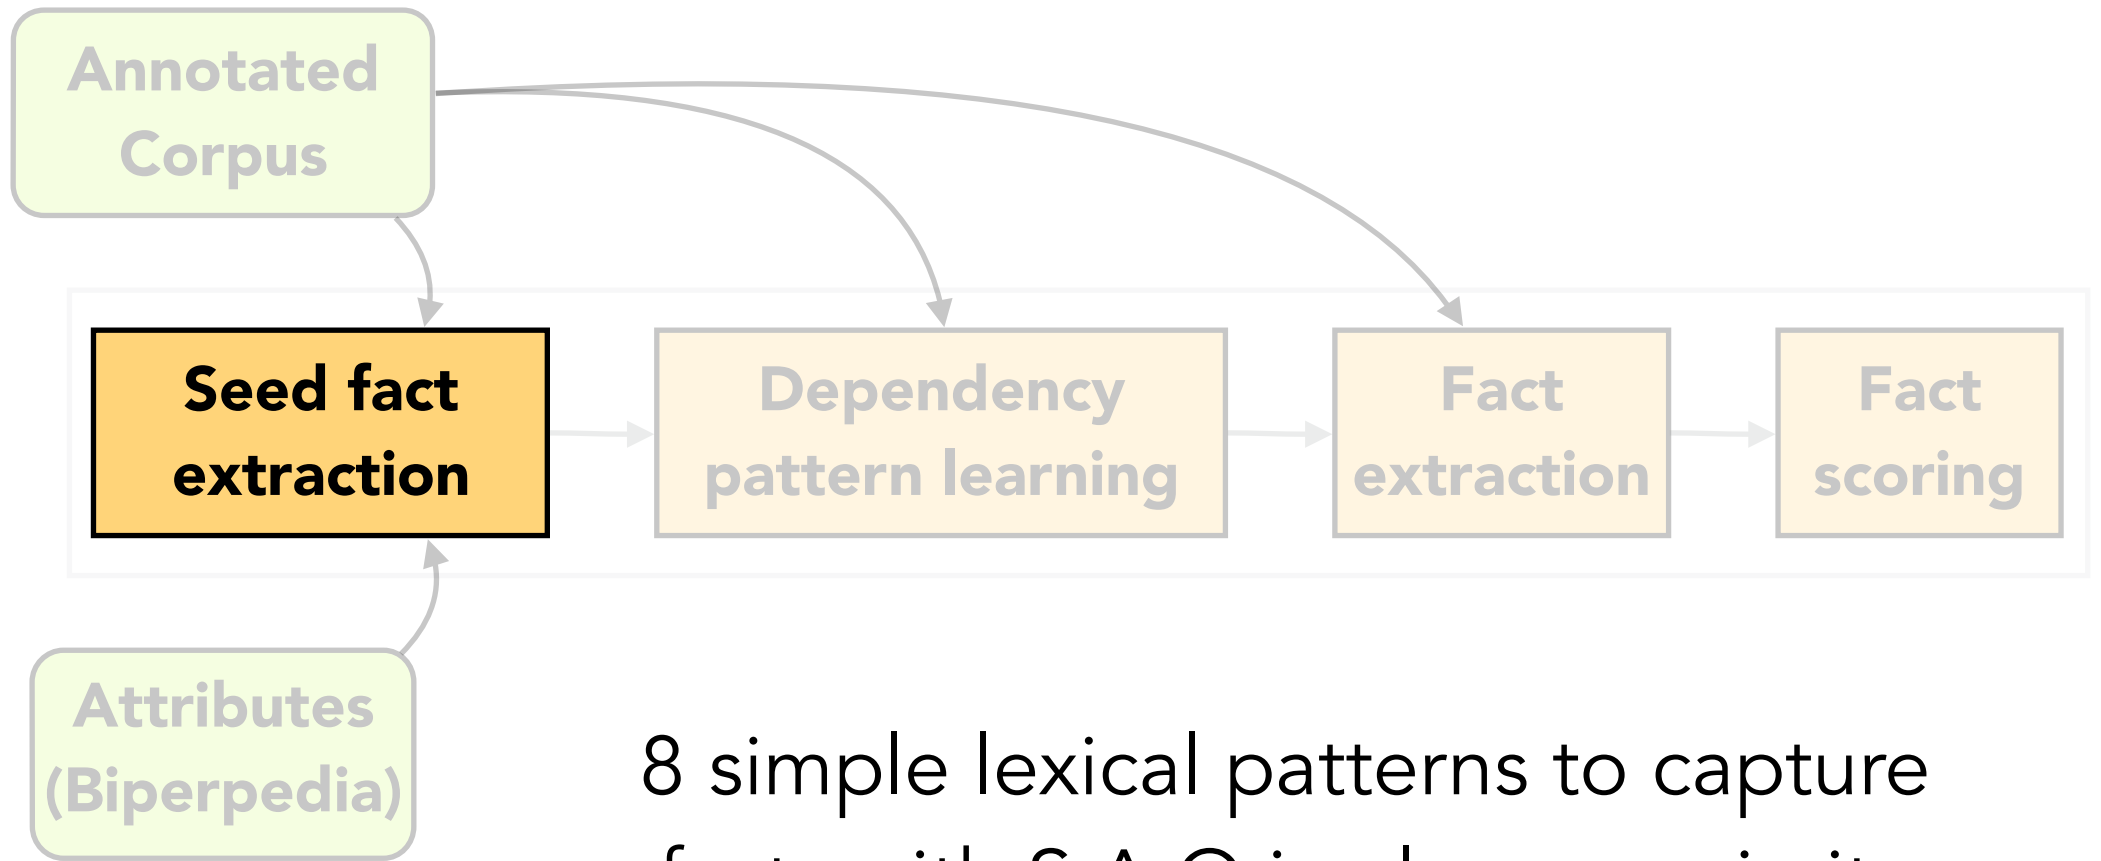 Annotated
Corpus
Seed fact
extraction
Dependency
pattern learning
Fact
extraction
Fact
scoring
Attributes
(Biperpedia)
8 simple lexical patterns to capture